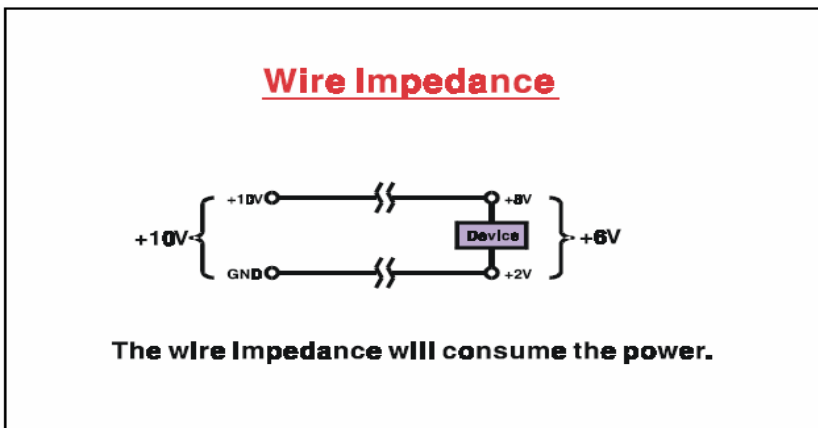 Wire Impedance
+10V +8V
+10V Device +6V
GND +2V
The wire Impedance will consume the power.